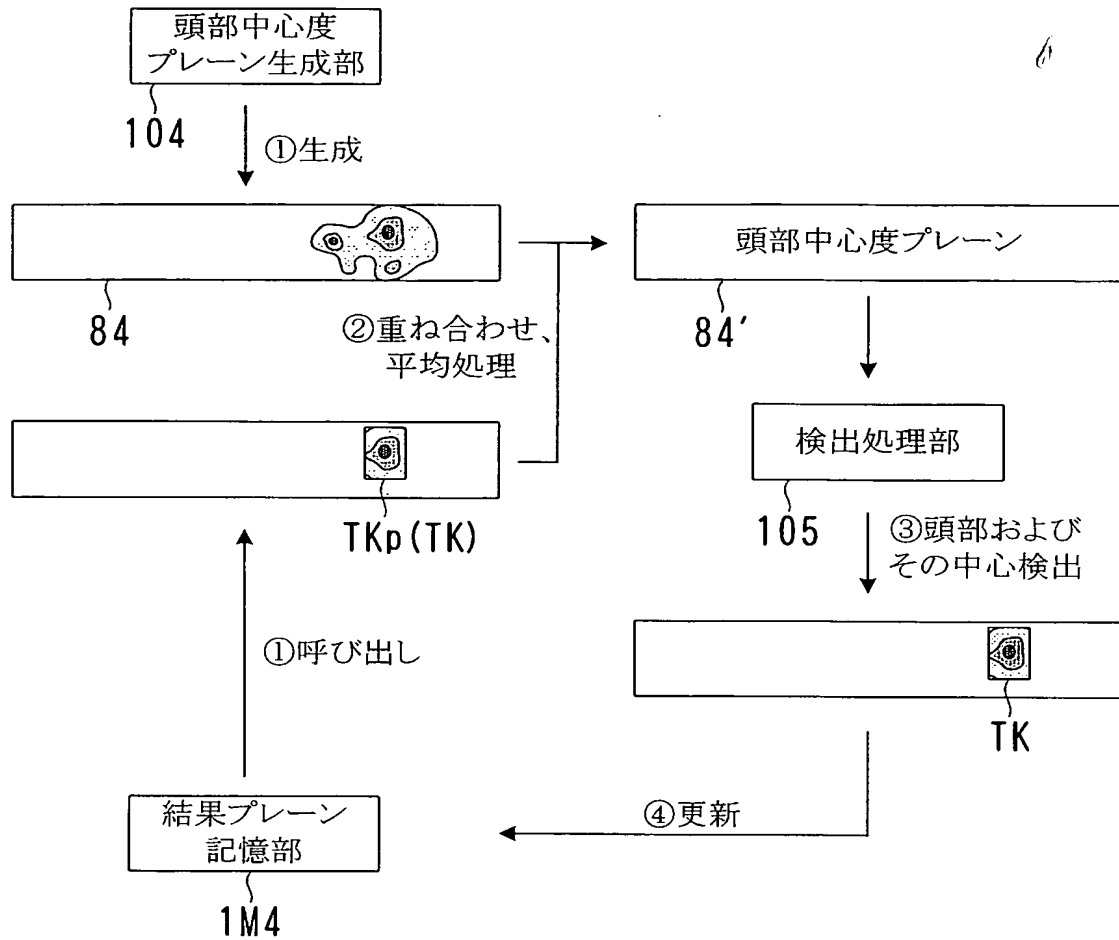 頭部中心度
プレーン生成部
104
①生成
84
②重ね合わせ、
平均処理
頭部中心度プレーン
84′
検出処理部
105
TKp(TK)
③頭部および
その中心検出
①呼び出し
TK
結果プレーン
記憶部
④更新
1M4